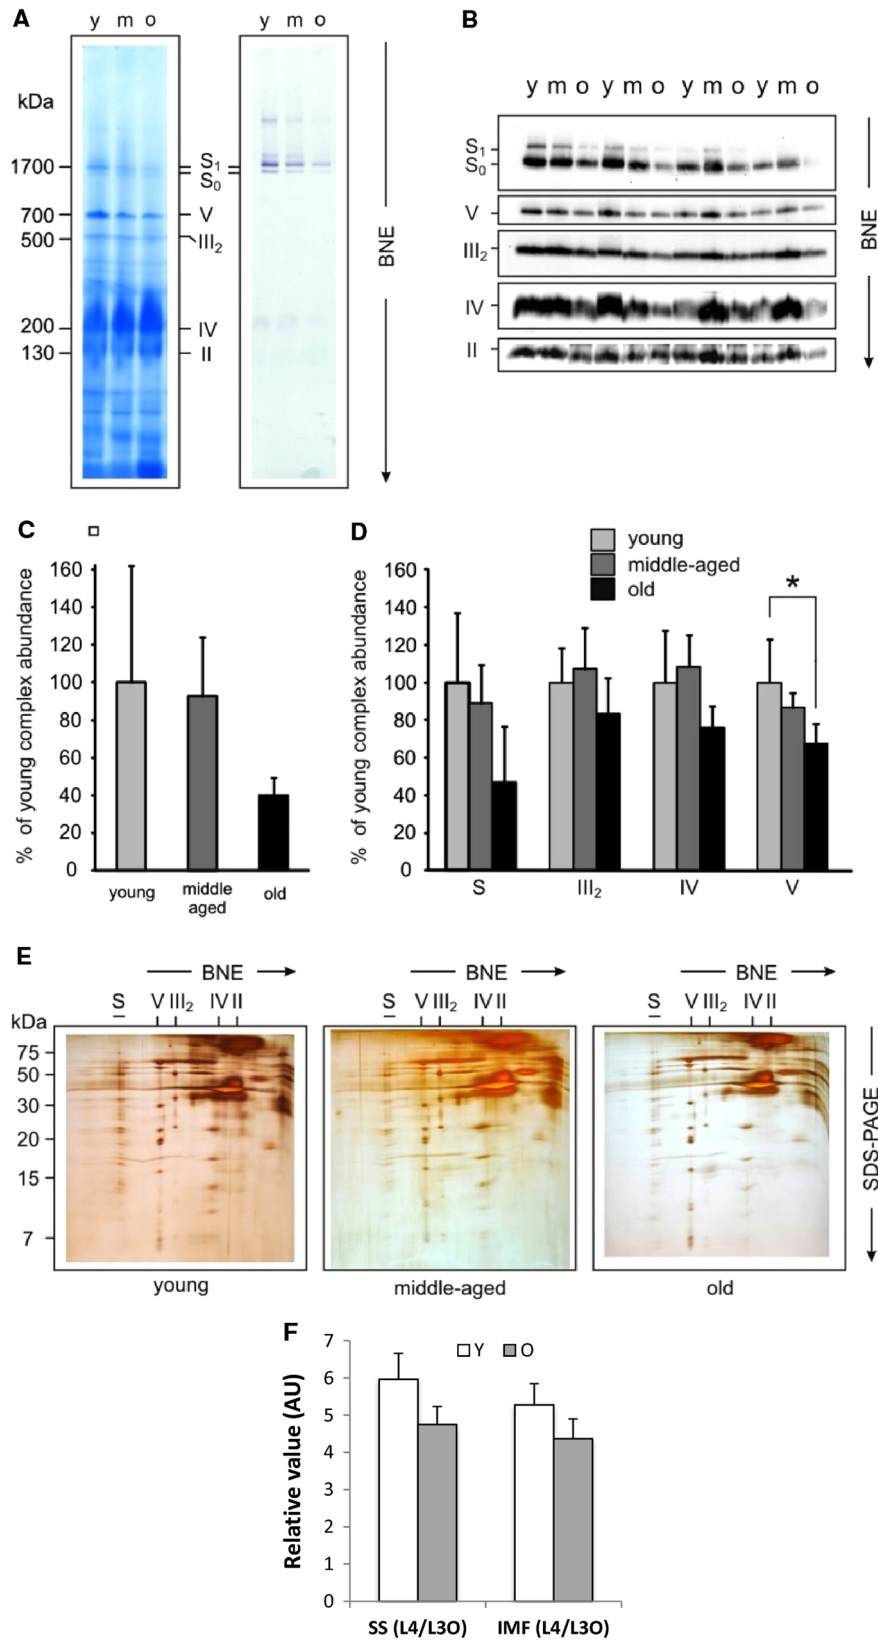 A
y m o
kDa
1700
700
500
200
130
S1
S0
V
III2
IV
II
BNE
B
y m o y m o y m o y m o
S1
S0
V
III2
IV
II
BNE
C
% of young complex abundance
160
140
120
100
80
60
40
20
0
young
middle
aged
old
D
young
middle-aged
old
% of young complex abundance
160
140
120
100
80
60
40
20
0
*
S III2 IV V
E
BNE BNE BNE
S V III2 IV II S V III2 IV II S V III2 IV II
kDa
75
50
30
20
15
7
SDS-PAGE
young middle-aged old
F
Y O
Relative value (AU)
7
6
5
4
3
2
1
0
SS (L4/L3O) IMF (L4/L3O)